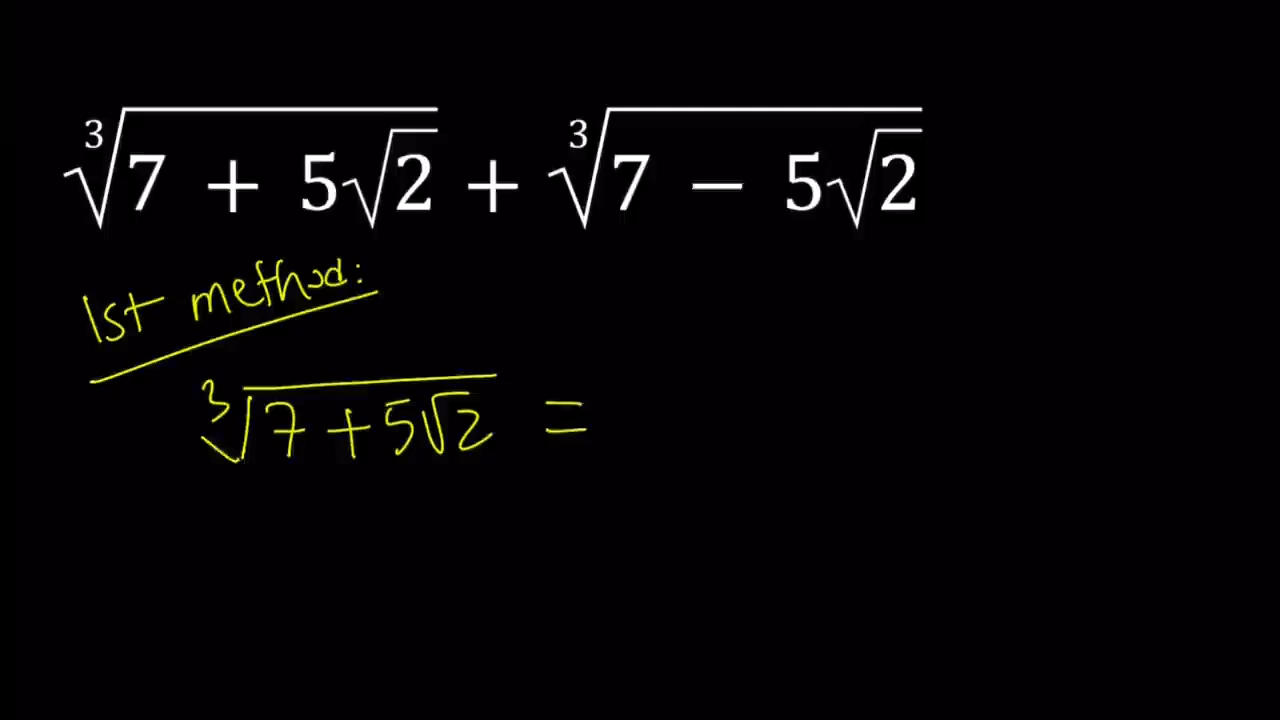 ∛(7 + 5√2) + ∛(7 − 5√2)
1st method:
∛(7 + 5√2) =